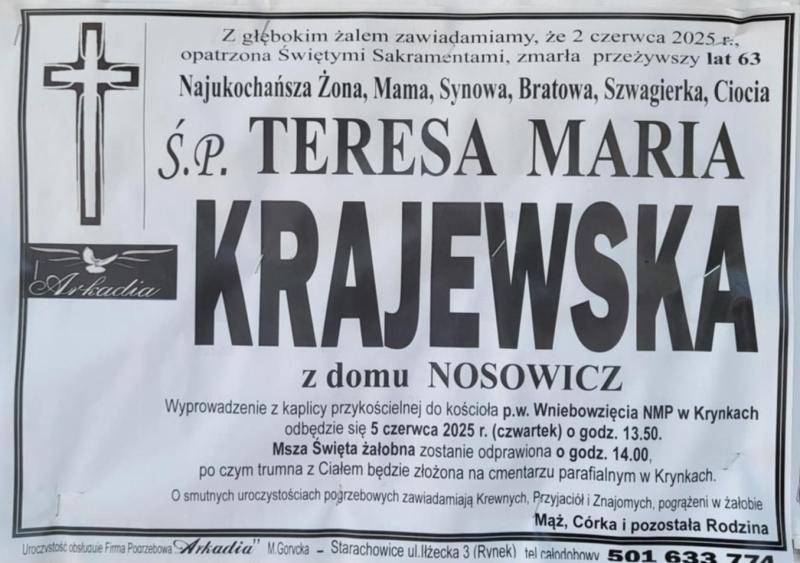 Z głębokim żalem zawiadamiamy, że 2 czerwca 2025 r.,
opatrzona Świętymi Sakramentami, zmarła przeżywszy lat 63
Najukochańsza Żona, Mama, Synowa, Bratowa, Szwagierka, Ciocia
Ś.P. TERESA MARIA
KRAJEWSKA
Arkadia
z domu NOSOWICZ
Wyprowadzenie z kaplicy przykościelnej do kościoła p.w. Wniebowzięcia NMP w Krynkach
odbędzie się 5 czerwca 2025 r. (czwartek) o godz. 13.50.
Msza Święta żałobna zostanie odprawiona o godz. 14.00,
po czym trumna z Ciałem będzie złożona na cmentarzu parafialnym w Krynkach.
O smutnych uroczystościach pogrzebowych zawiadamiają Krewnych, Przyjaciół i Znajomych, pogrążeni w żałobie
Mąż, Córka i pozostała Rodzina
Uroczystość obsługuje Firma Pogrzebowa "Arkadia" M.Gorycka – Starachowice ul.Iłżecka 3 (Rynek) tel.całodobowy 501 633 774